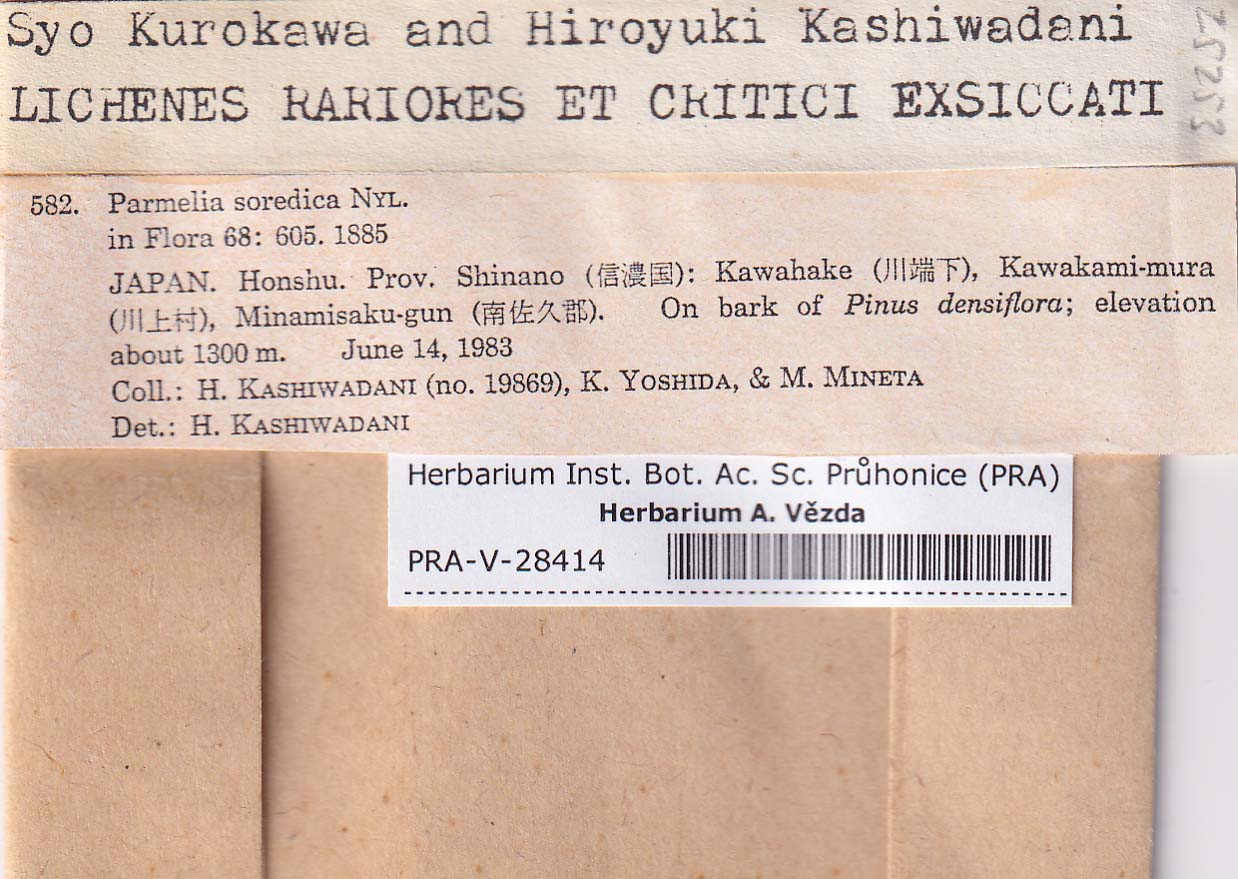 Syo Kurokawa and Hiroyuki Kashiwadani
LICHENES RARIORES ET CRITICI EXSICCATI
582. Parmelia soredica NYL.
in Flora 68: 605. 1885
JAPAN. Honshu. Prov. Shinano (信濃国): Kawahake (川端下), Kawakami-mura
(川上村), Minamisaku-gun (南佐久郡). On bark of Pinus densiflora; elevation
about 1300 m. June 14, 1983
Coll.: H. KASHIWADANI (no. 19869), K. YOSHIDA, & M. MINETA
Det.: H. KASHIWADANI
Herbarium Inst. Bot. Ac. Sc. Průhonice (PRA)
Herbarium A. Vězda
PRA-V-28414